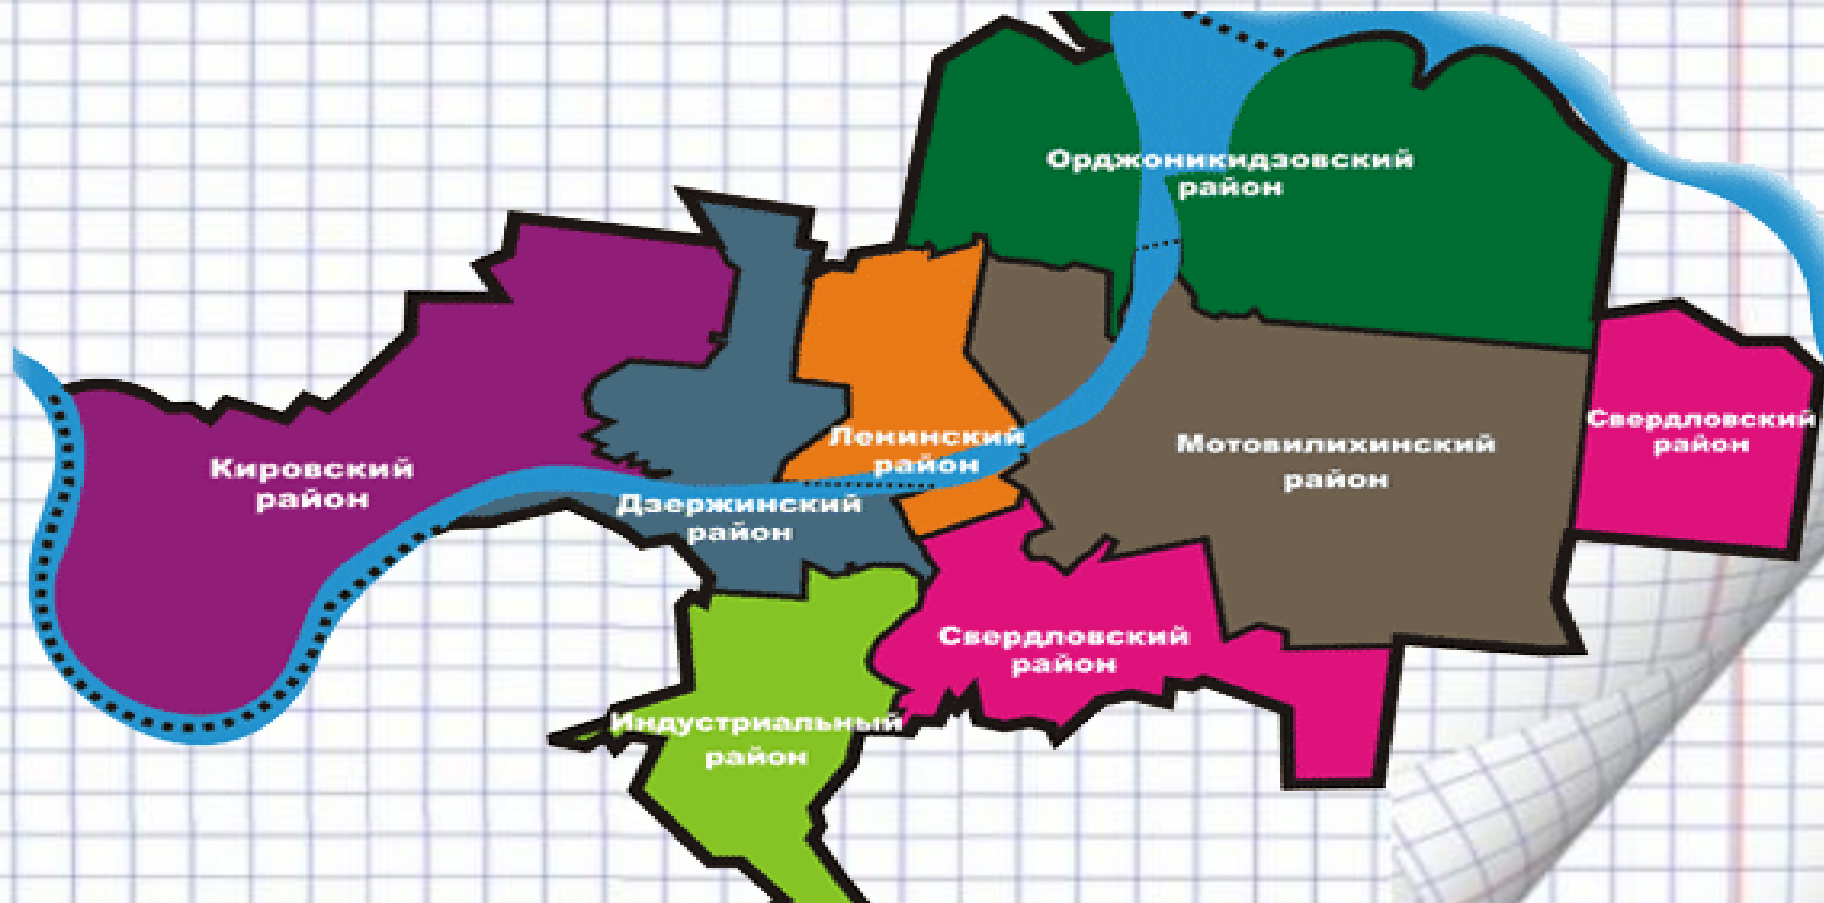 Орджоникидзовский
район
Свердловский
район
Мотовилихинский
район
Ленинский
район
Кировский
район
Дзержинский
район
Свердловский
район
Индустриальный
район